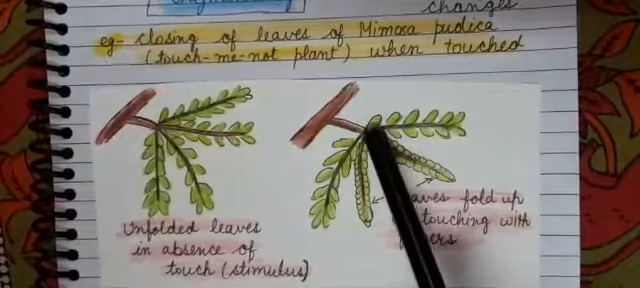 changes
eg- closing of leaves of Mimosa pudica
(touch-me-not plant) when touched
Unfolded leaves
in absence of
touch (stimulus)
fold up
touching with